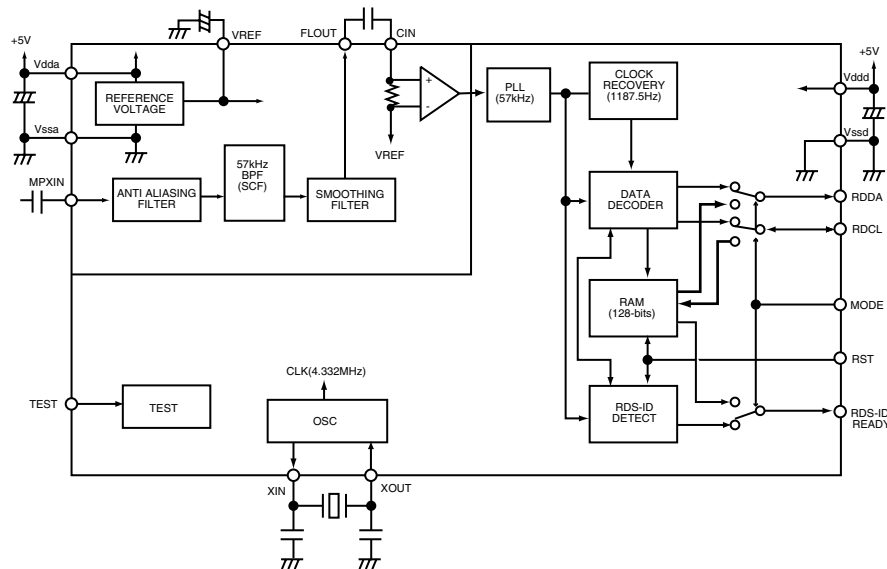 +5V
VREF
FLOUT
CIN
+5V
Vdda
REFERENCE
VOLTAGE
+
-
PLL
(57kHz)
CLOCK
RECOVERY
(1187.5Hz)
Vddd
Vssa
VREF
Vssd
MPXIN
ANTI ALIASING
FILTER
57kHz
BPF
(SCF)
SMOOTHING
FILTER
DATA
DECODER
RDDA
RDCL
RAM
(128-bits)
MODE
RST
CLK(4.332MHz)
TEST
TEST
OSC
RDS-ID
DETECT
RDS-ID
READY
XIN
XOUT